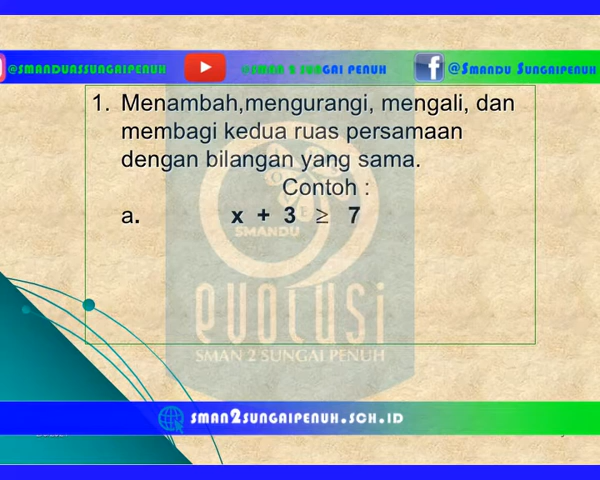 @SMANDUASSUNGAIPENUH
@SMAN 2 SUNGAI PENUH
@Smandu Sungaipenuh
1. Menambah,mengurangi, mengali, dan
membagi kedua ruas persamaan
dengan bilangan yang sama.
Contoh :
a. x + 3 ≥ 7
SMANDU
EVOLUSI
SMAN 2 SUNGAI PENUH
SMAN2SUNGAIPENUH.SCH.ID